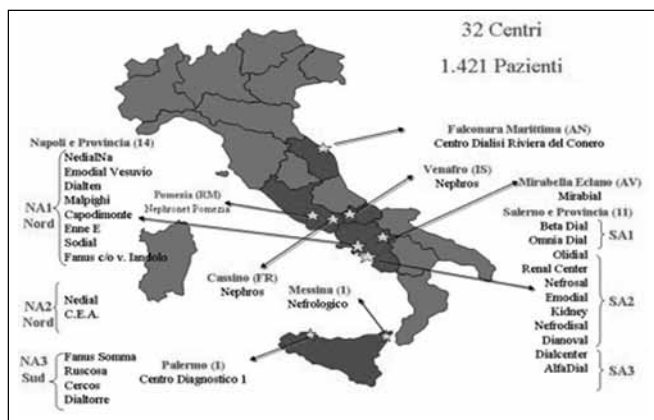 32 Centri
1.421 Pazienti
Falconara Marittima (AN)
Centro Dialisi Riviera del Conero
Napoli e Provincia (14)
NedialNa
Emodial Vesuvio
Dialten
Malpighi
Capodimonte
Enne E
Sodial
Fanus c/o v. Iandolo
NA1
Nord
Pomezia (RM)
Nephronet Pomezia
Venafro (IS)
Nephros
Mirabella Eclano (AV)
Mirabial
Salerno e Provincia (11)
Beta Dial
Omnia Dial
SA1
Olidial
Renal Center
Nefrosal
Emodial
Kidney
Nefrodisal
Dianoval
SA2
Dialcenter
AlfaDial
SA3
Cassino (FR)
Nephros
Messina (1)
Nefrologico
NA2
Nord
Nedial
C.E.A.
NA3
Sud
Fanus Somma
Ruscosa
Cercos
Dialtorre
Palermo (1)
Centro Diagnostico 1